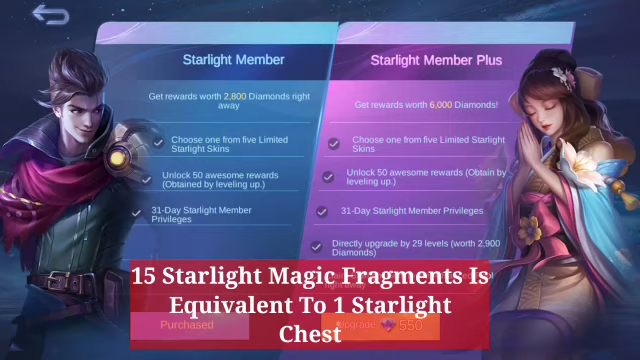 Starlight Member
Starlight Member Plus
Get rewards worth 2,800 Diamonds right
away
Get rewards worth 6,000 Diamonds!
Choose one from five Limited
Starlight Skins
Choose one from five Limited Starlight
Skins
Unlock 50 awesome rewards
(Obtained by leveling up.)
Unlock 50 awesome rewards (Obtain by
leveling up.)
31-Day Starlight Member
Privileges
31-Day Starlight Member Privileges
Directly upgrade by 29 levels (worth 2,900
Diamonds)
right away
15 Starlight Magic Fragments Is
Equivalent To 1 Starlight
Chest
Purchased
Upgrade 550